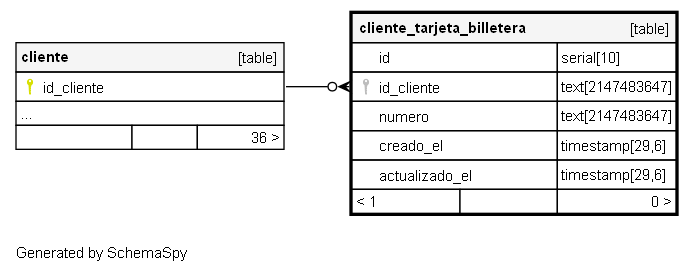 cliente [table]
id_cliente
...
36 >
cliente_tarjeta_billetera [table]
id serial[10]
id_cliente text[2147483647]
numero text[2147483647]
creado_el timestamp[29,6]
actualizado_el timestamp[29,6]
< 1 0 >
Generated by SchemaSpy